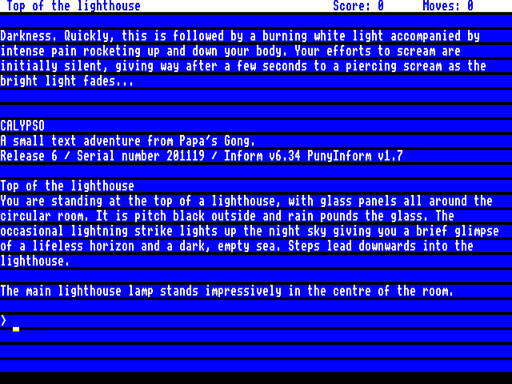 Top of the lighthouse Score: 0 Moves: 0
Darkness. Quickly, this is followed by a burning white light accompanied by
intense pain rocketing up and down your body. Your efforts to scream are
initially silent, giving way after a few seconds to a piercing scream as the
bright light fades...
CALYPSO
A small text adventure from Papa's Gong.
Release 6 / Serial number 201119 / Inform v6.34 PunyInform v1.7
Top of the lighthouse
You are standing at the top of a lighthouse, with glass panels all around the
circular room. It is pitch black outside and rain pounds the glass. The
occasional lightning strike lights up the night sky giving you a brief glimpse
of a lifeless horizon and a dark, empty sea. Steps lead downwards into the
lighthouse.
The main lighthouse lamp stands impressively in the centre of the room.
>